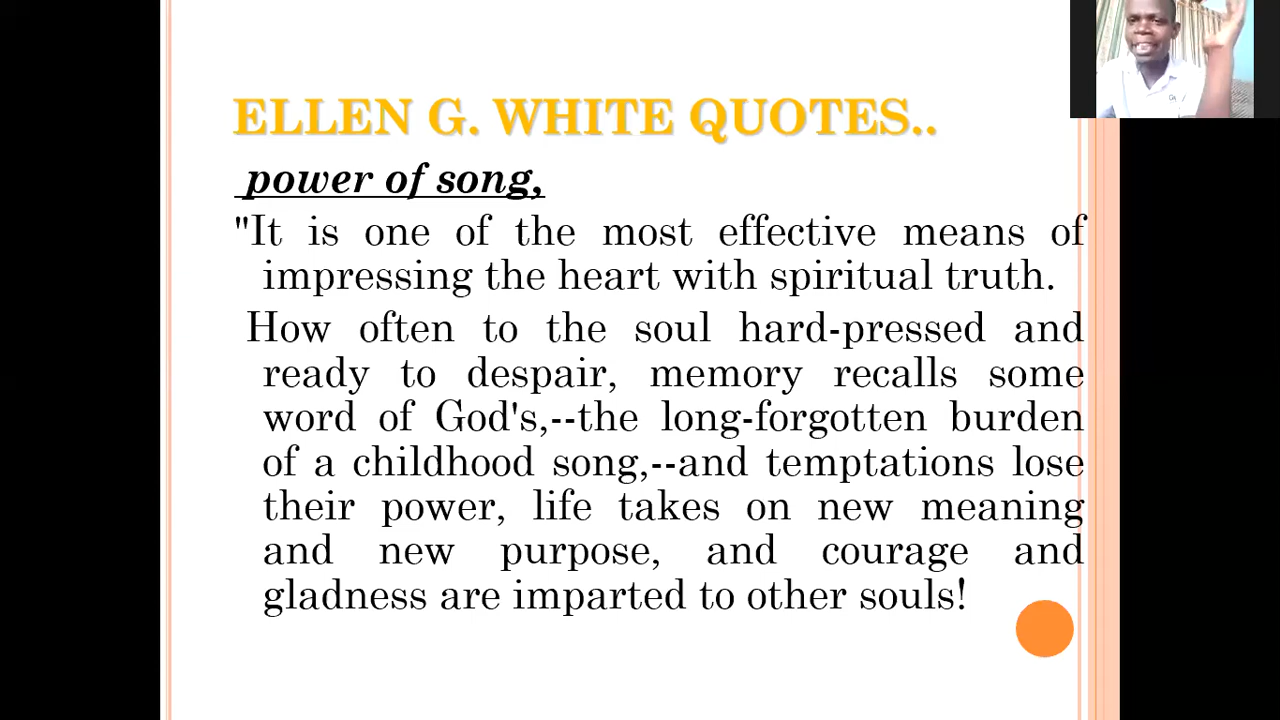 ELLEN G. WHITE QUOTES..
power of song,
"It is one of the most effective means of
impressing the heart with spiritual truth.
How often to the soul hard-pressed and
ready to despair, memory recalls some
word of God's,--the long-forgotten burden
of a childhood song,--and temptations lose
their power, life takes on new meaning
and new purpose, and courage and
gladness are imparted to other souls!